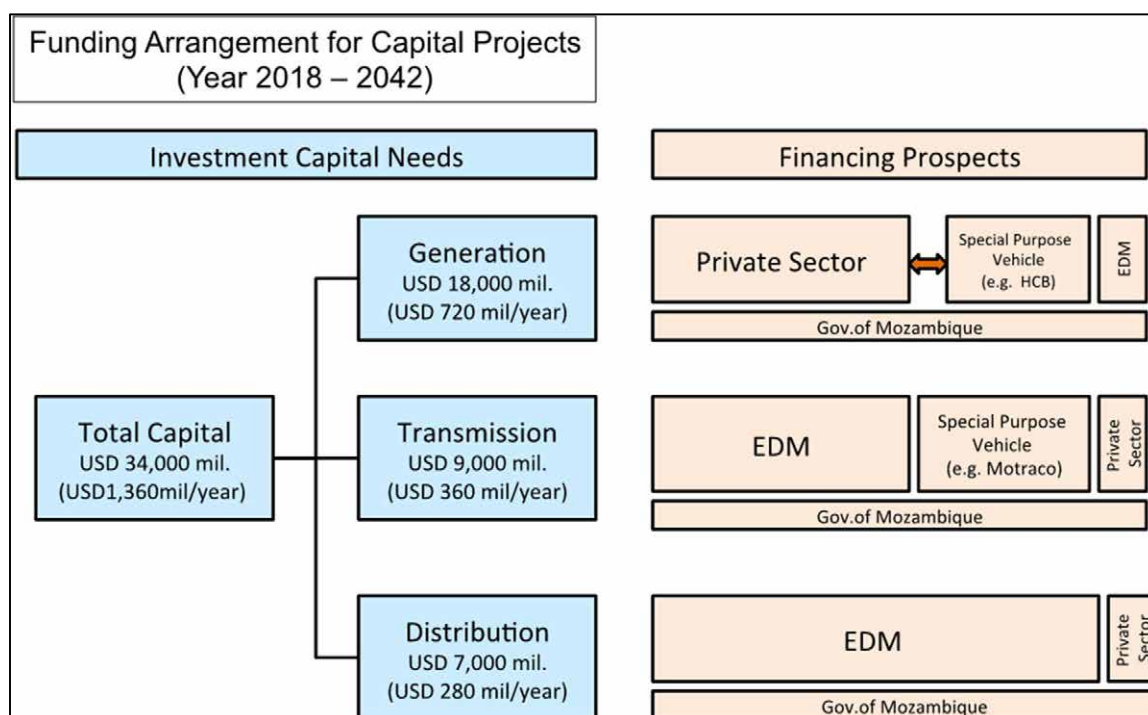 Funding Arrangement for Capital Projects
(Year 2018 – 2042)
Investment Capital Needs
Financing Prospects
Generation
USD 18,000 mil.
(USD 720 mil/year)
Private Sector
Special Purpose
Vehicle
(e.g. HCB)
EDM
Gov.of Mozambique
Total Capital
USD 34,000 mil.
(USD1,360mil/year)
Transmission
USD 9,000 mil.
(USD 360 mil/year)
EDM
Special Purpose
Vehicle
(e.g. Motraco)
Private
Sector
Gov.of Mozambique
Distribution
USD 7,000 mil.
(USD 280 mil/year)
EDM
Private
Sector
Gov.of Mozambique